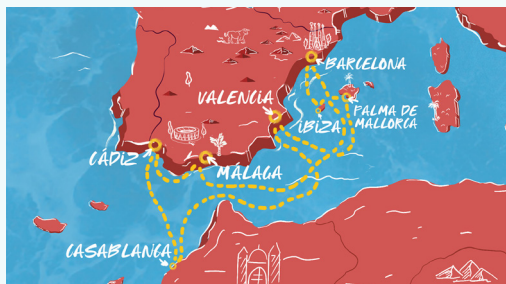 BARCELONA
VALENCIA
IBIZA
PALMA DE
MALLORCA
CÁDIZ
MÁLAGA
CASABLANCA